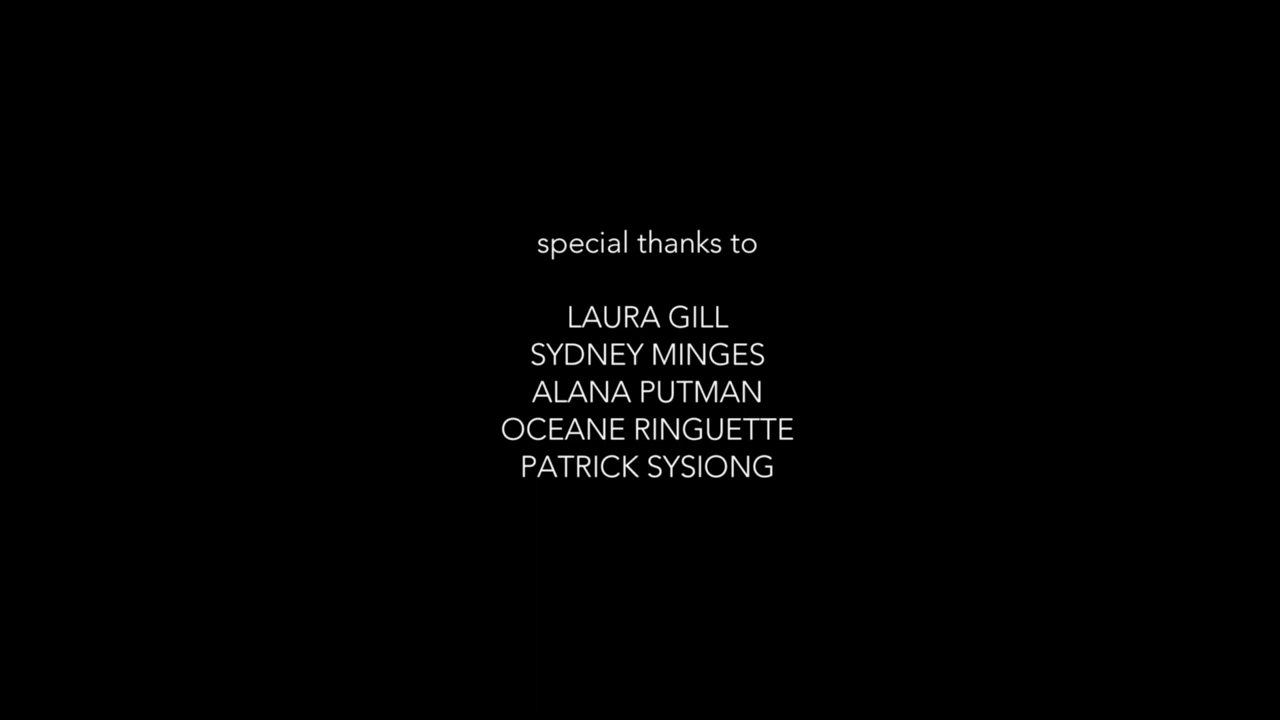 special thanks to
LAURA GILL
SYDNEY MINGES
ALANA PUTMAN
OCEANE RINGUETTE
PATRICK SYSIONG